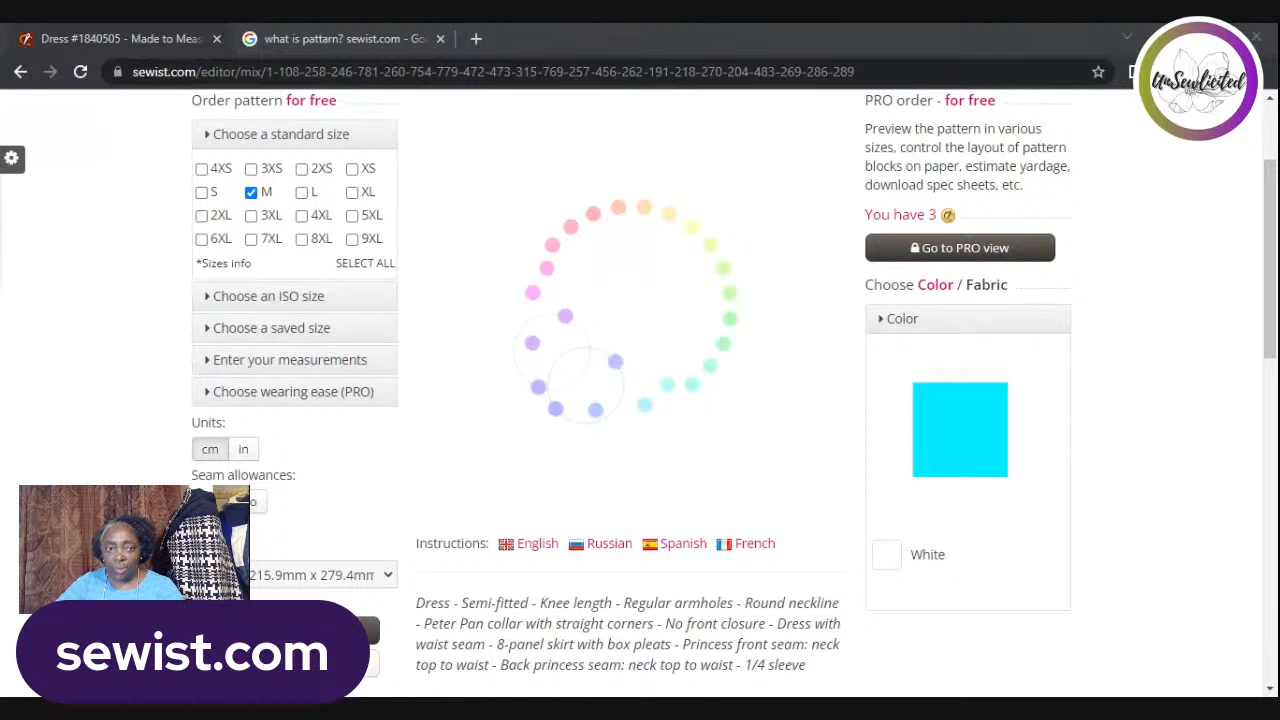 Dress #1840505 - Made to Meas
what is pattarn? sewist.com - Goo
sewist.com/editor/mix/1-108-258-246-781-260-754-779-472-473-315-769-257-456-262-191-218-270-204-483-269-286-289
UnSewlicited
Order pattern for free
Choose a standard size
4XS 3XS 2XS XS
S M L XL
2XL 3XL 4XL 5XL
6XL 7XL 8XL 9XL
*Sizes info SELECT ALL
Choose an ISO size
Choose a saved size
Enter your measurements
Choose wearing ease (PRO)
Units:
cm in
Seam allowances:
o
215.9mm x 279.4mm
sewist.com
Instructions: English Russian Spanish French
Dress - Semi-fitted - Knee length - Regular armholes - Round neckline
- Peter Pan collar with straight corners - No front closure - Dress with
waist seam - 8-panel skirt with box pleats - Princess front seam: neck
top to waist - Back princess seam: neck top to waist - 1/4 sleeve
PRO order - for free
Preview the pattern in various
sizes, control the layout of pattern
blocks on paper, estimate yardage,
download spec sheets, etc.
You have 3
Go to PRO view
Choose Color / Fabric
Color
White